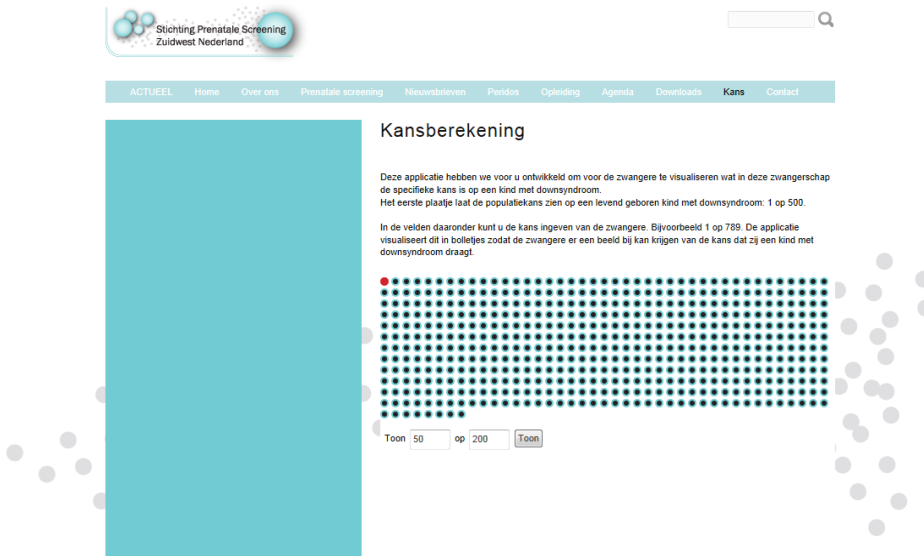 Stichting Prenatale Screening
Zuidwest Nederland
ACTUEEL Home Over ons Prenatale screening Nieuwsbrieven Peridos Opleiding Agenda Downloads Kans Contact
Kansberekening
Deze applicatie hebben we voor u ontwikkeld om voor de zwangere te visualiseren wat in deze zwangerschap
de specifieke kans is op een kind met downsyndroom.
Het eerste plaatje laat de populatiekans zien op een levend geboren kind met downsyndroom: 1 op 500.
In de velden daaronder kunt u de kans ingeven van de zwangere. Bijvoorbeeld 1 op 789. De applicatie
visualiseert dit in bolletjes zodat de zwangere er een beeld bij kan krijgen van de kans dat zij een kind met
downsyndroom draagt.
Toon 50 op 200 Toon